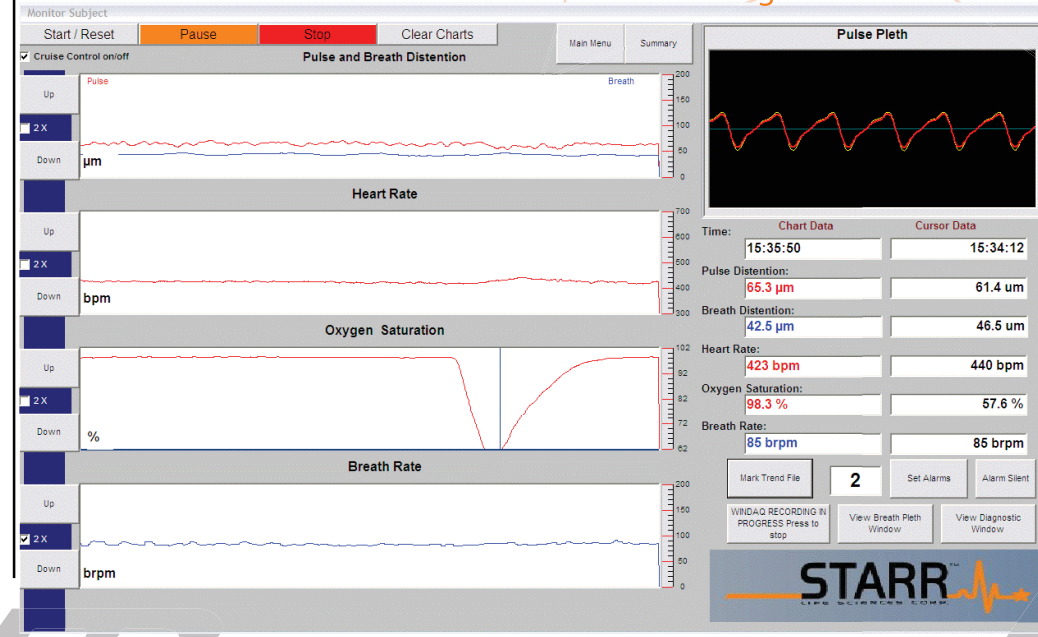 Monitor Subject
Start / Reset Pause Stop Clear Charts
Main Menu Summary
Cruise Control on/off
Pulse and Breath Distention
Up
2 X
Down
Pulse
Breath
µm
200
150
100
50
0
Heart Rate
Up
2 X
Down
bpm
700
600
500
400
300
Oxygen Saturation
Up
2 X
Down
%
102
92
82
72
62
Breath Rate
Up
2 X
Down
brpm
200
150
100
50
0
Pulse Pleth
Chart Data Cursor Data
Time:
15:35:50 15:34:12
Pulse Distention:
65.3 µm 61.4 um
Breath Distention:
42.5 µm 46.5 um
Heart Rate:
423 bpm 440 bpm
Oxygen Saturation:
98.3 % 57.6 %
Breath Rate:
85 brpm 85 brpm
Mark Trend File 2 Set Alarms Alarm Silent
WINDAQ RECORDING IN
PROGRESS Press to
stop
View Breath Pleth
Window
View Diagnostic
Window
STARR™
LIFE SCIENCES CORP.